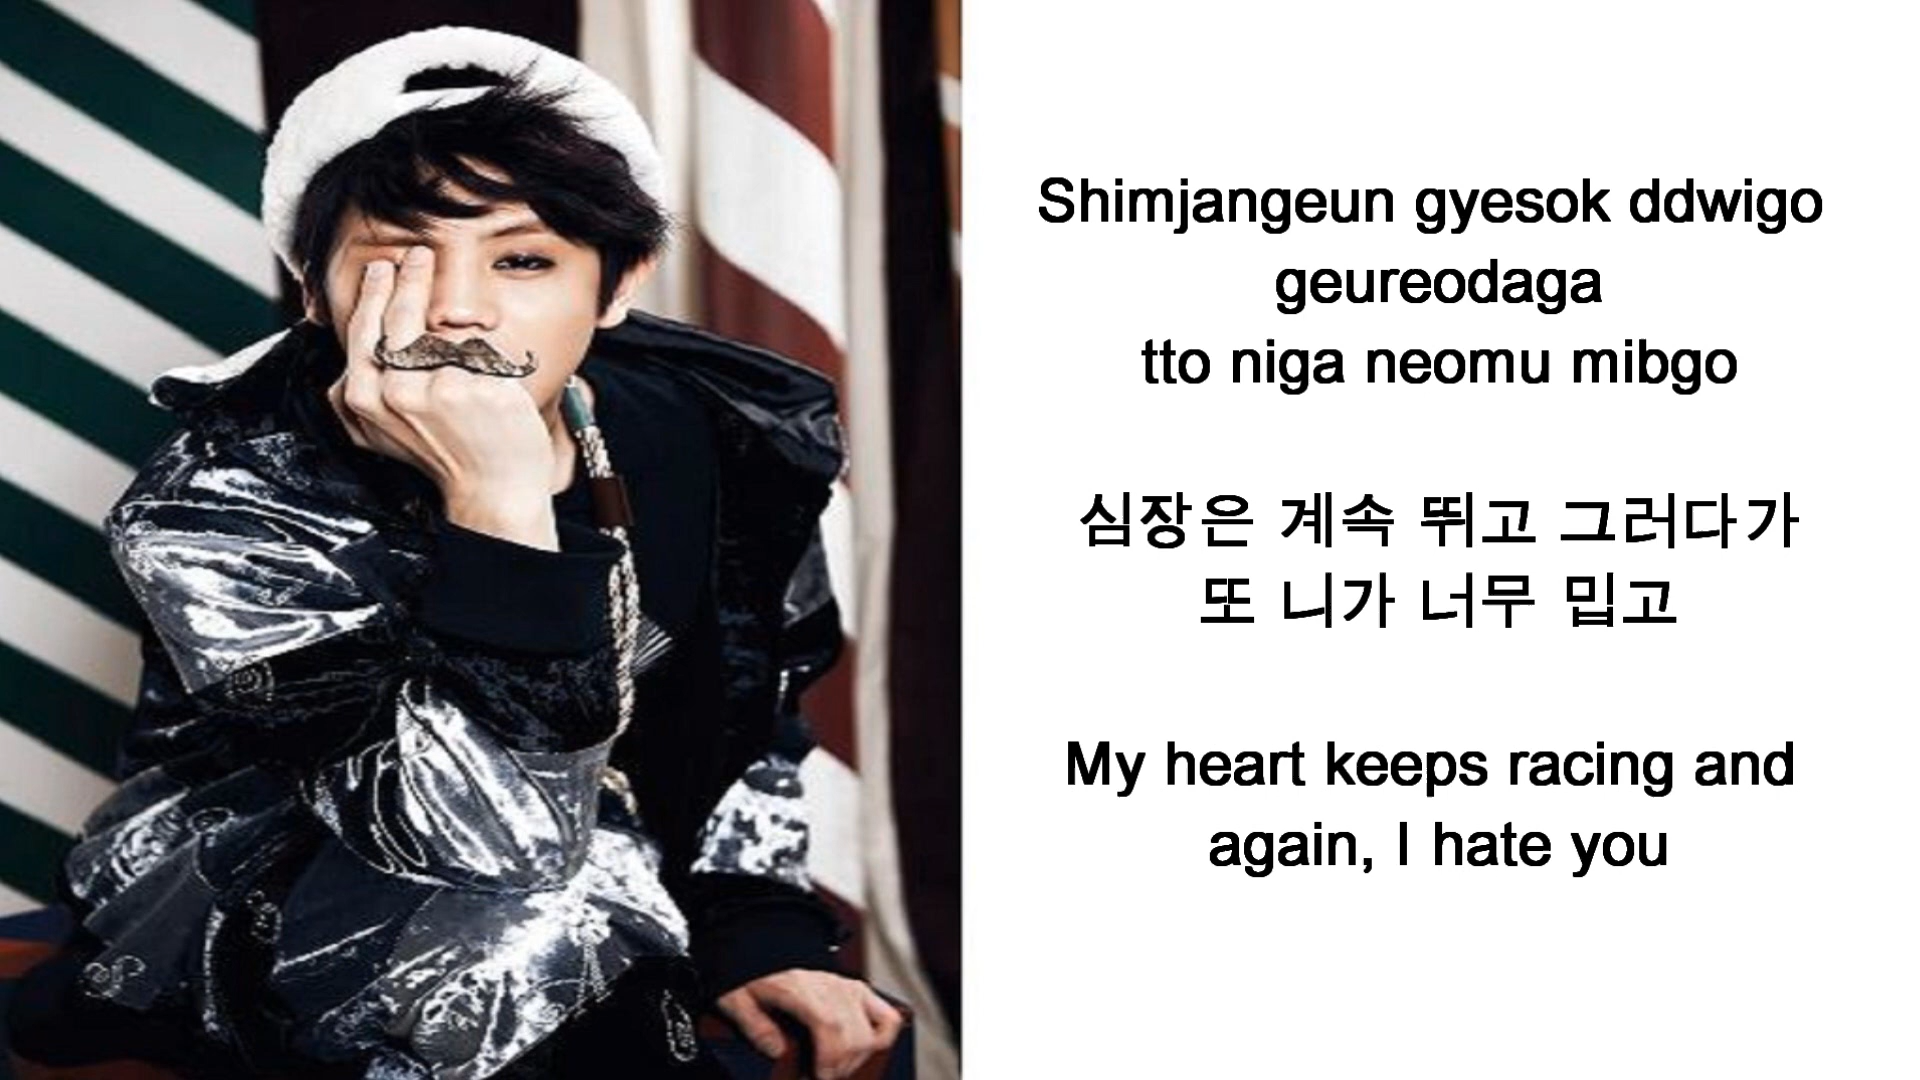 Shimjangeun gyesok ddwigo
geureodaga
tto niga neomu mibgo
심장은 계속 뛰고 그러다가
또 니가 너무 밉고
My heart keeps racing and
again, I hate you